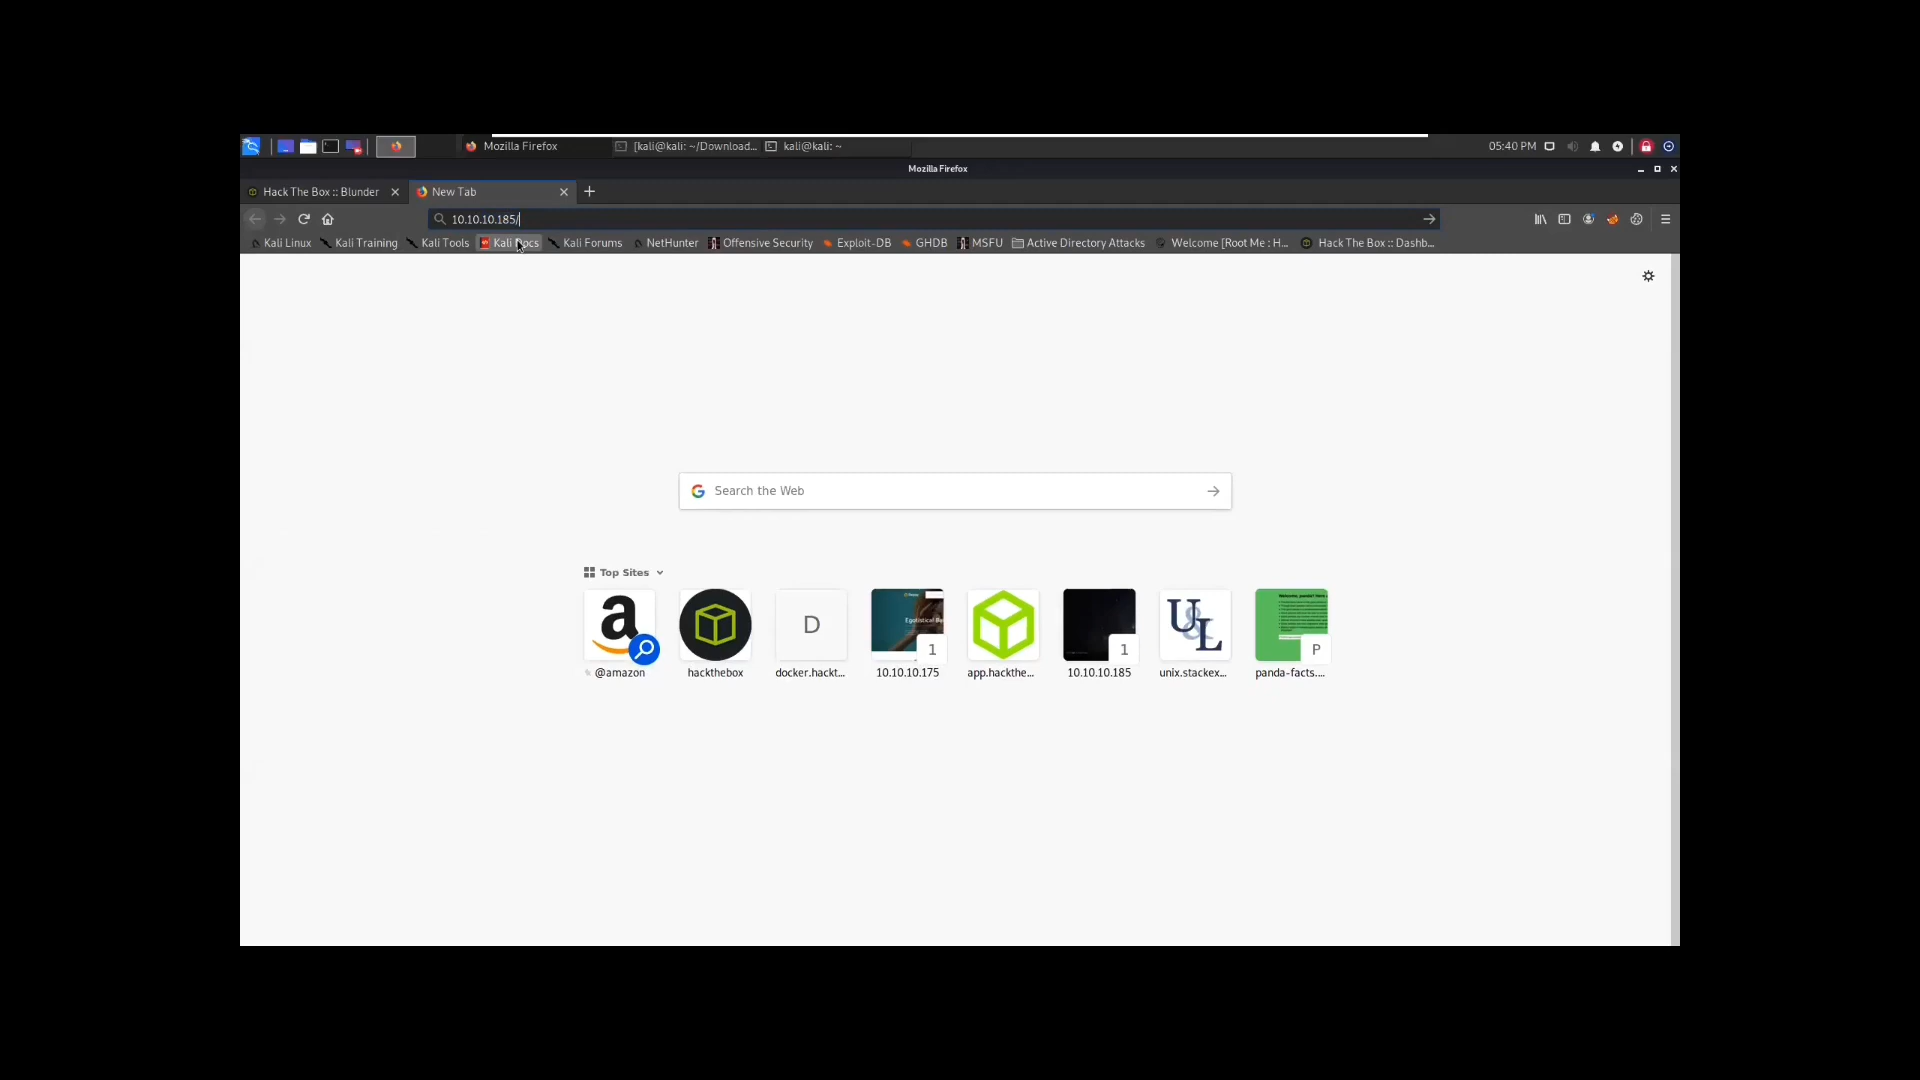 Mozilla Firefox
[kali@kali: ~/Download...
kali@kali: ~
05:40 PM
Mozilla Firefox
Hack The Box :: Blunder
New Tab
10.10.10.185/
Kali Linux
Kali Training
Kali Tools
Kali Docs
Kali Forums
NetHunter
Offensive Security
Exploit-DB
GHDB
MSFU
Active Directory Attacks
Welcome [Root Me : H...
Hack The Box :: Dashb...
Search the Web
Top Sites
a
D
1
1
U&L
P
@amazon
hackthebox
docker.hackt...
10.10.10.175
app.hackthe...
10.10.10.185
unix.stackex...
panda-facts....